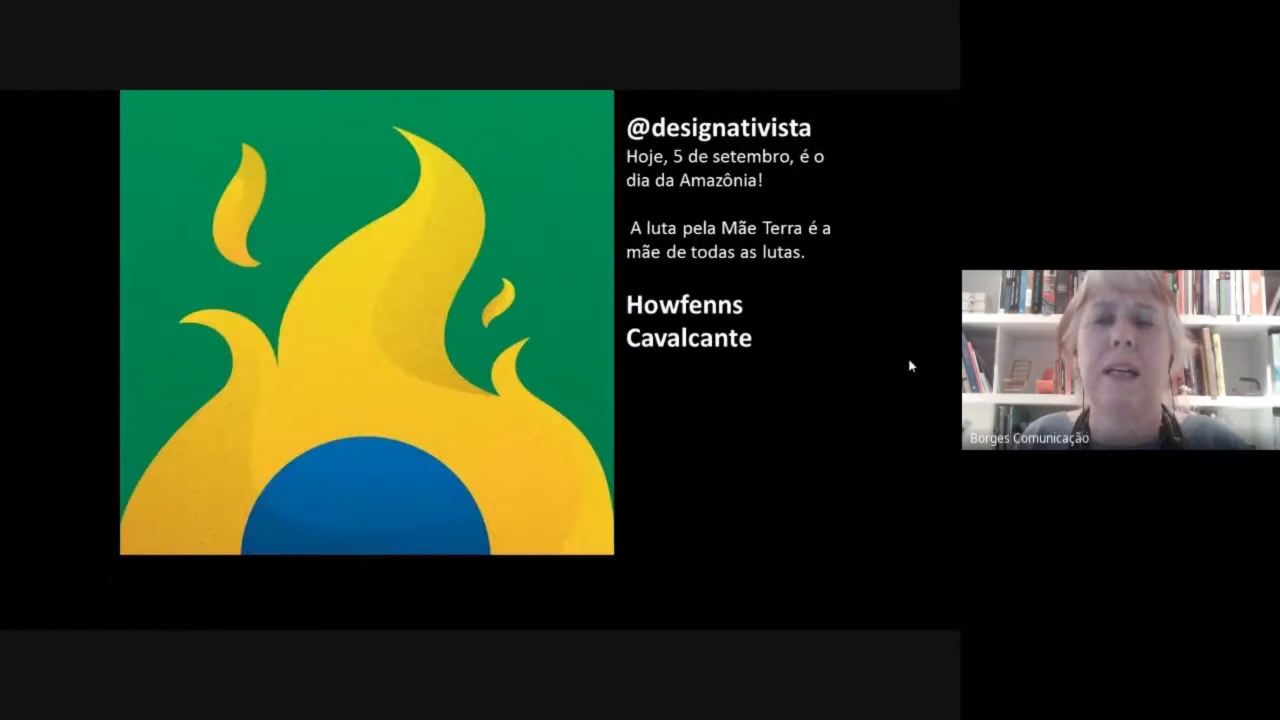 @designativista
Hoje, 5 de setembro, é o
dia da Amazônia!
A luta pela Mãe Terra é a
mãe de todas as lutas.
Howfenns
Cavalcante
Borges Comunicação